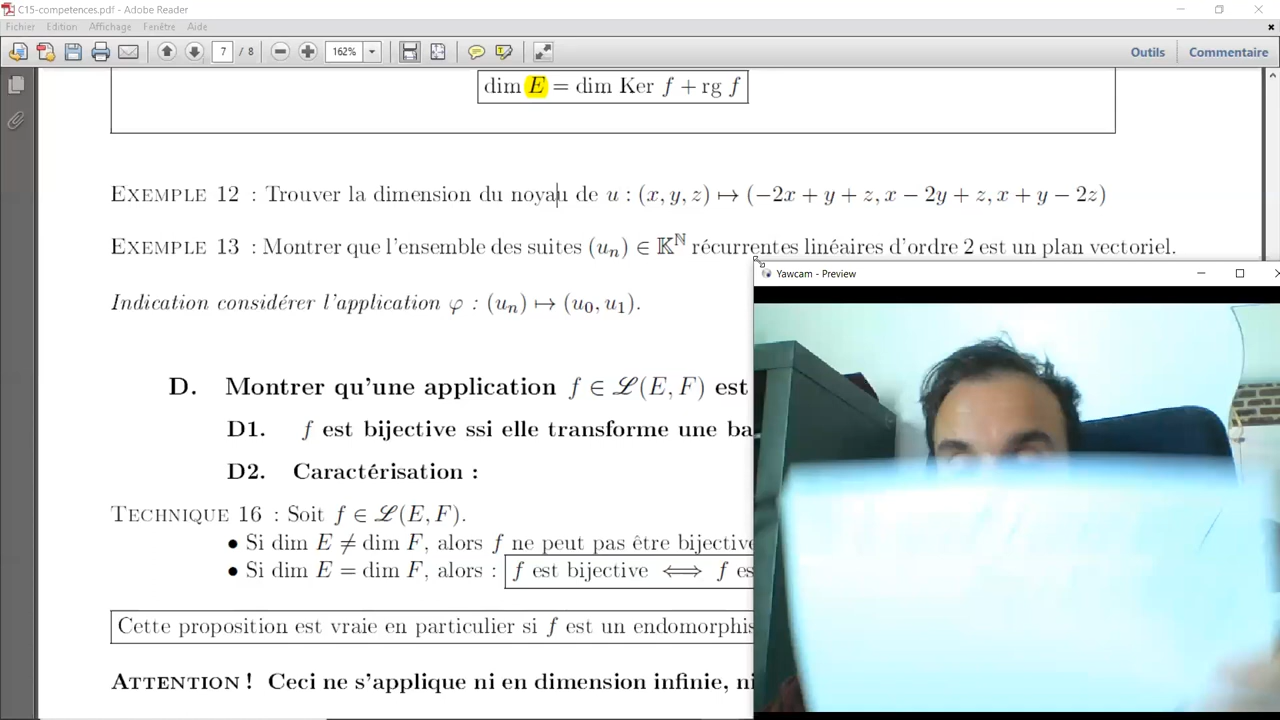 C15-competences.pdf - Adobe Reader
Fichier Edition Affichage Fenêtre Aide
7 / 8 162% Outils Commentaire
dim E = dim Ker f + rg f
EXEMPLE 12 : Trouver la dimension du noyau de u : (x, y, z) ↦ (−2x + y + z, x − 2y + z, x + y − 2z)
EXEMPLE 13 : Montrer que l'ensemble des suites (uₙ) ∈ 𝕂^ℕ récurrentes linéaires d'ordre 2 est un plan vectoriel.
Indication considérer l'application φ : (uₙ) ↦ (u₀, u₁).
Yawcam - Preview
D. Montrer qu'une application f ∈ ℒ(E, F) est
D1. f est bijective ssi elle transforme une ba
D2. Caractérisation :
TECHNIQUE 16 : Soit f ∈ ℒ(E, F).
• Si dim E ≠ dim F, alors f ne peut pas être bijective
• Si dim E = dim F, alors : f est bijective ⟺ f es
Cette proposition est vraie en particulier si f est un endomorphis
ATTENTION ! Ceci ne s'applique ni en dimension infinie, ni